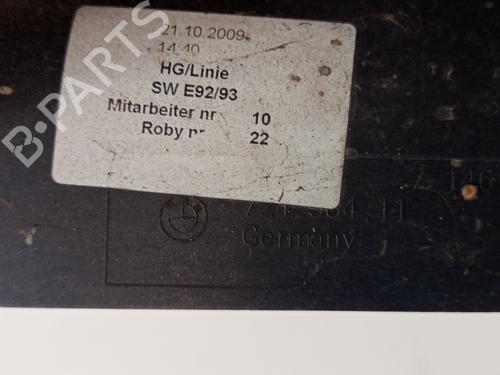 21.10.2009
14:40
HG/Linie
SW E92/93
Mitarbeiter nr 10
Roby nr 22
Germany
B-PARTS